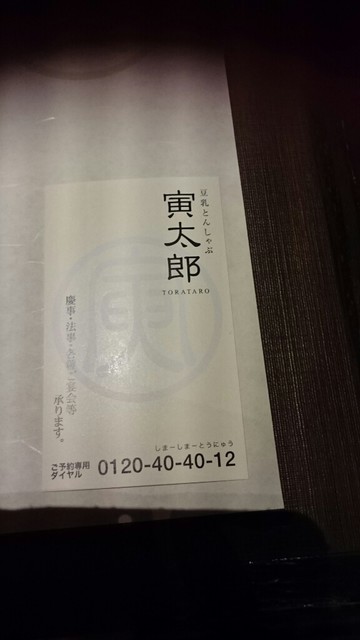 豆乳とんしゃぶ
寅太郎
TORATARO
慶事・法事・各種ご宴会等
承ります。
しまーしまーとうにゅう
ご予約専用
ダイヤル
0120-40-40-12